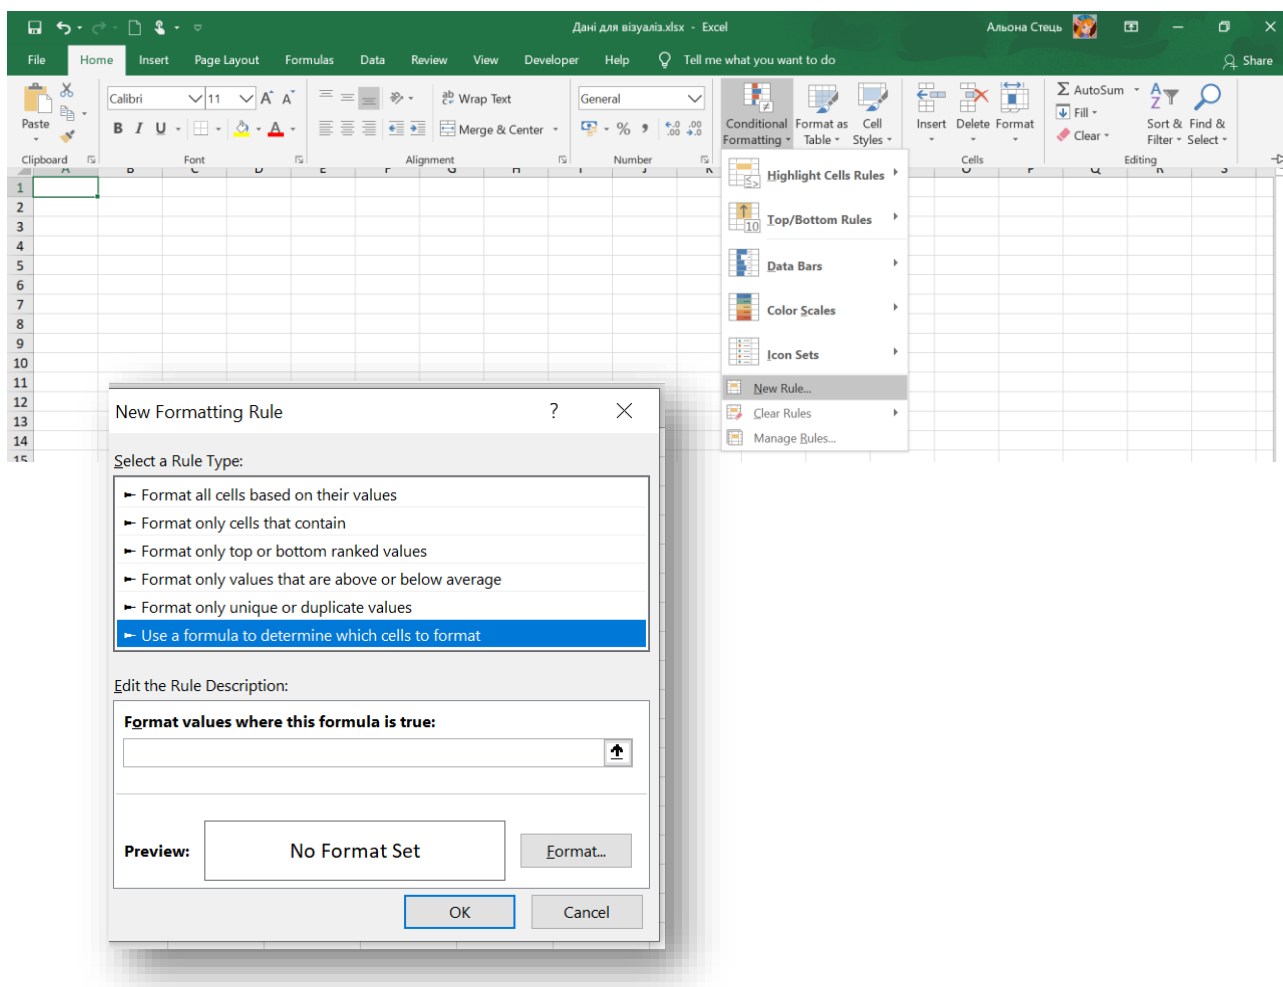 Дані для візуаліз.xlsx - Excel
Альона Стець
File Home Insert Page Layout Formulas Data Review View Developer Help Tell me what you want to do Share
Calibri 11 A A Wrap Text General AutoSum
Fill
Paste B I U A Merge & Center % Conditional Formatting Format as Table Cell Styles Insert Delete Format Clear Sort & Filter Find & Select
Clipboard Font Alignment Number Cells Editing
A B C D E F G H I J K O P Q R S
1
2
3
4
5
6
7
8
9
10
11
12
13
14
15
Highlight Cells Rules
Top/Bottom Rules
Data Bars
Color Scales
Icon Sets
New Rule...
Clear Rules
Manage Rules...
New Formatting Rule ?
Select a Rule Type:
► Format all cells based on their values
► Format only cells that contain
► Format only top or bottom ranked values
► Format only values that are above or below average
► Format only unique or duplicate values
► Use a formula to determine which cells to format
Edit the Rule Description:
Format values where this formula is true:
Preview: No Format Set Format...
OK Cancel